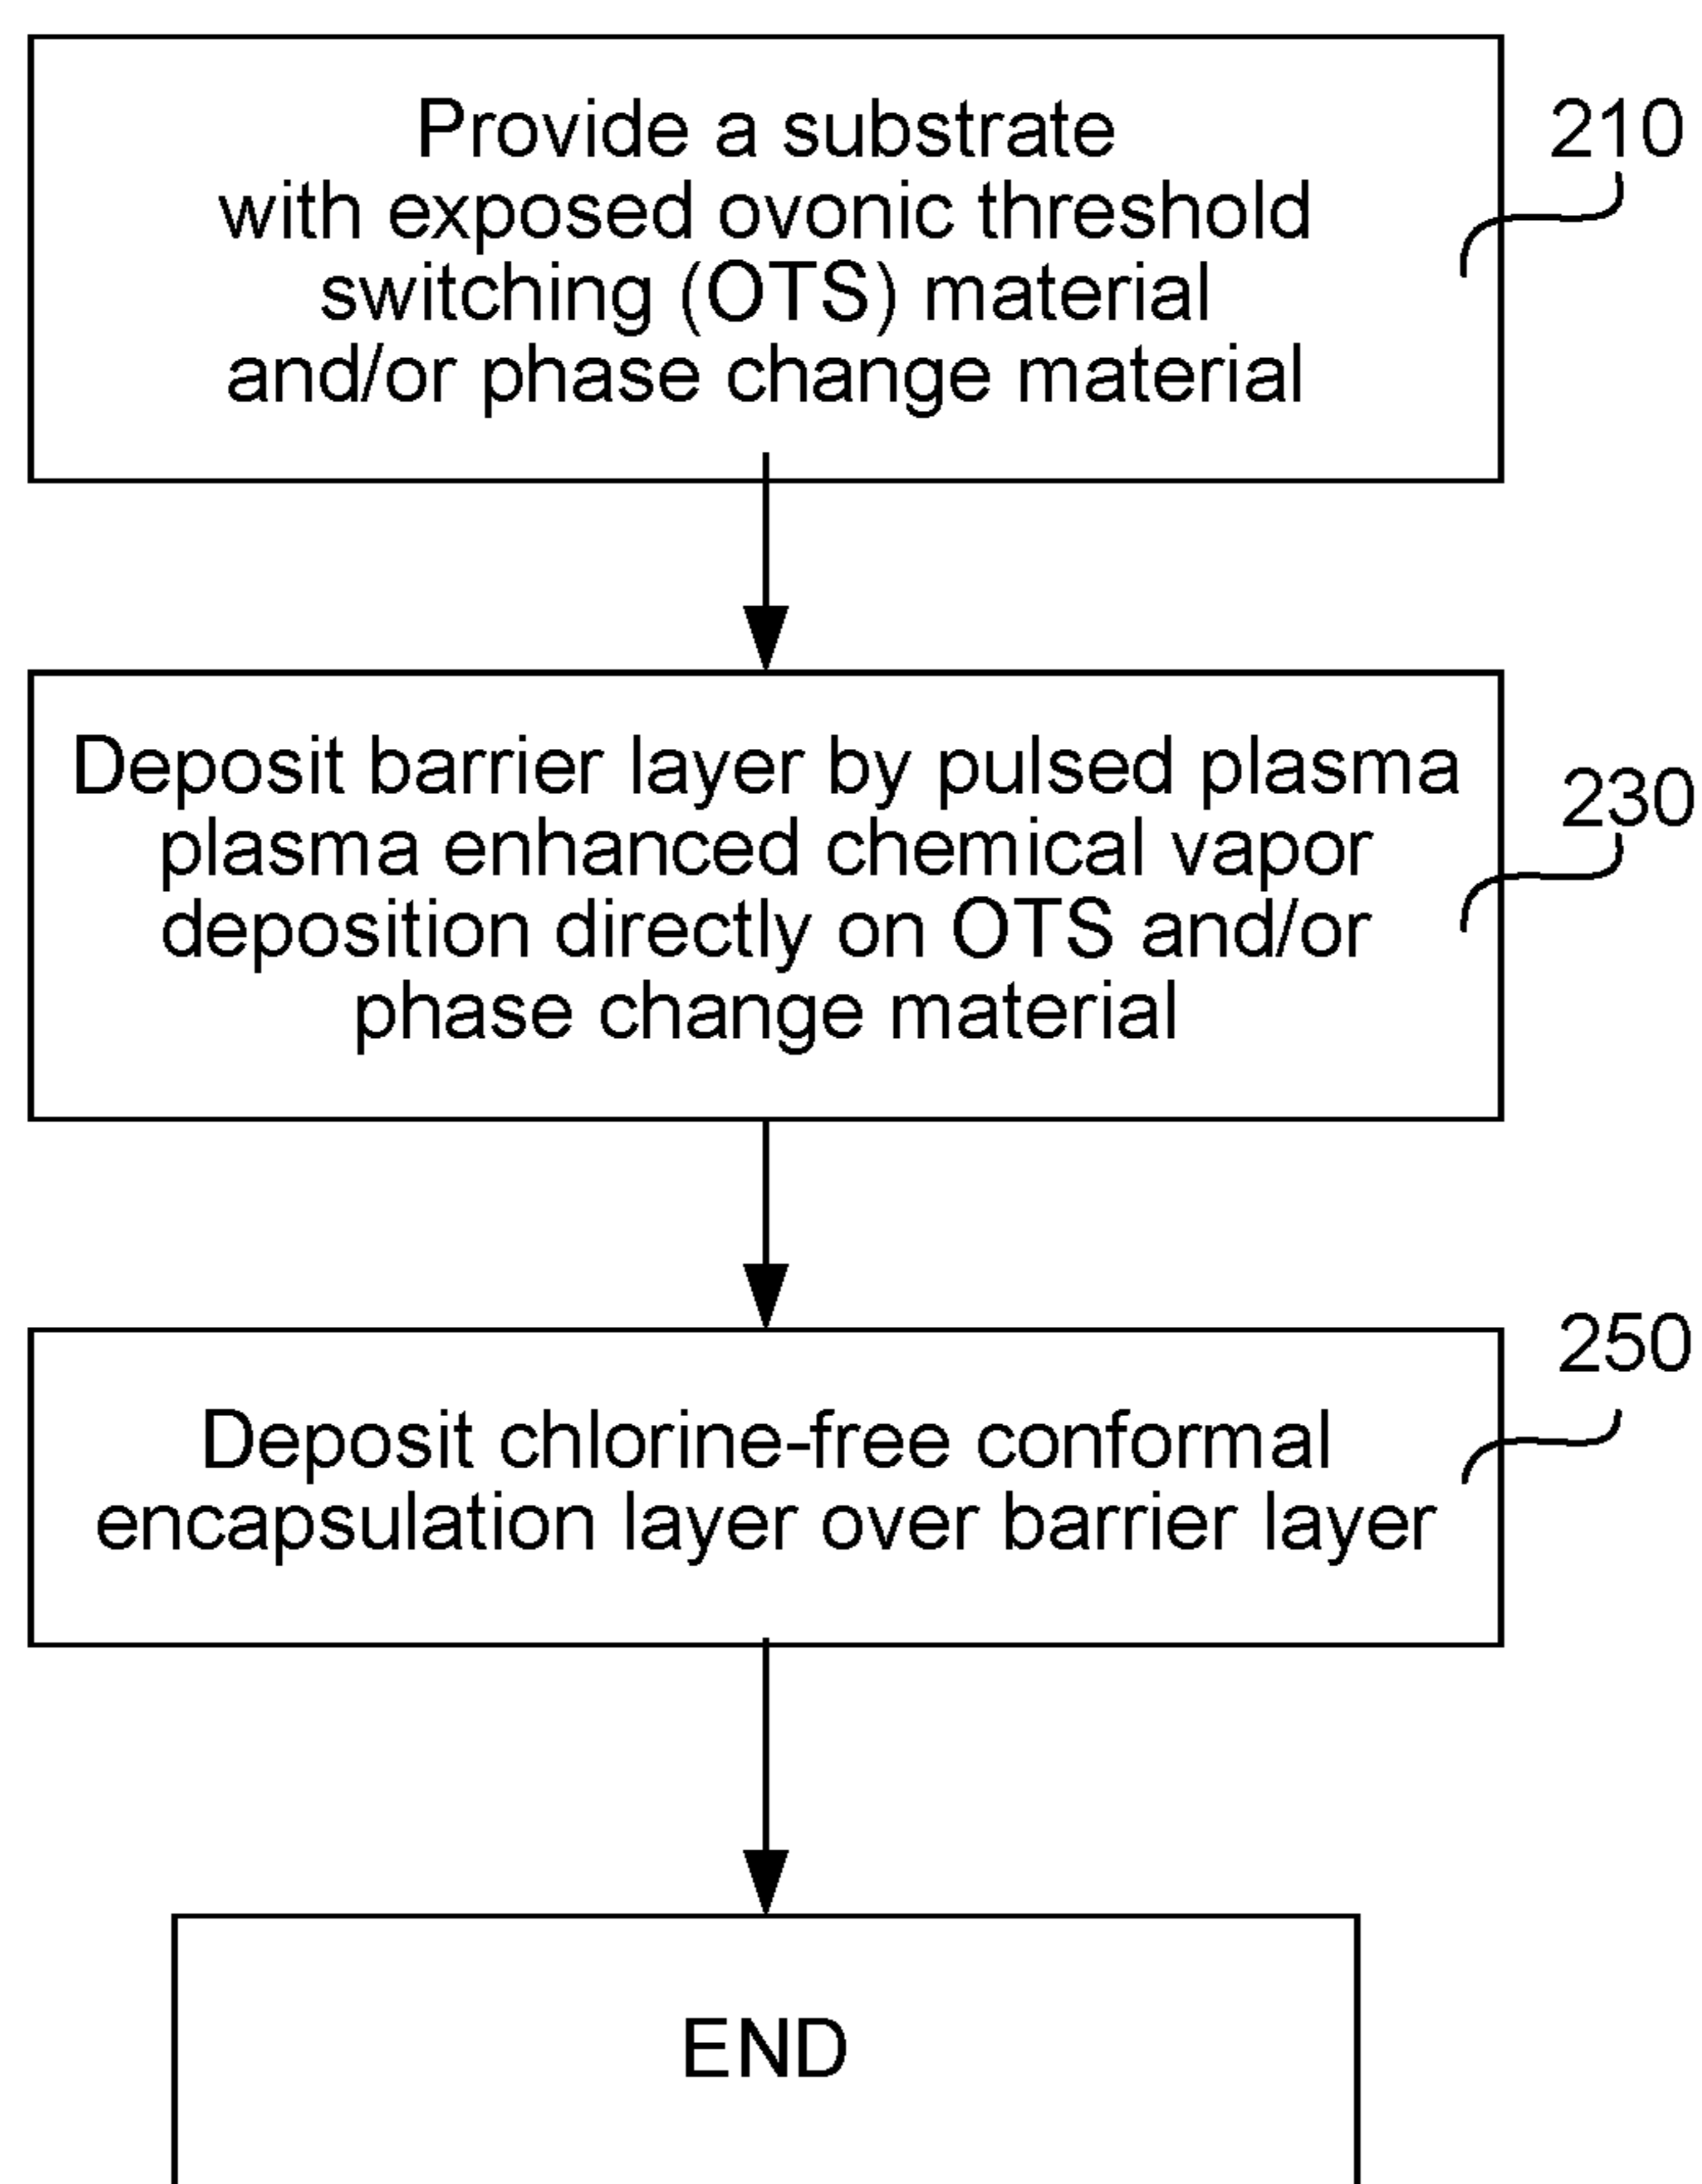 Provide a substrate
with exposed ovonic threshold
switching (OTS) material
and/or phase change material
210
Deposit barrier layer by pulsed plasma
plasma enhanced chemical vapor
deposition directly on OTS and/or
phase change material
230
Deposit chlorine-free conformal
encapsulation layer over barrier layer
250
END